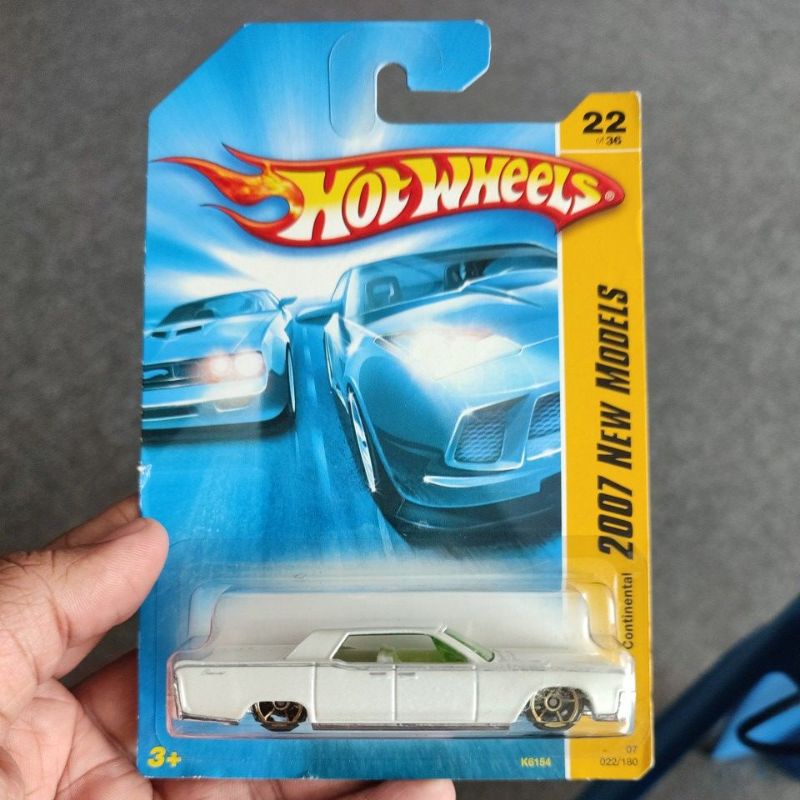 22
of 36
HOT WHEELS®
2007 NEW MODELS
Continental
3+
K6154
07
022/180